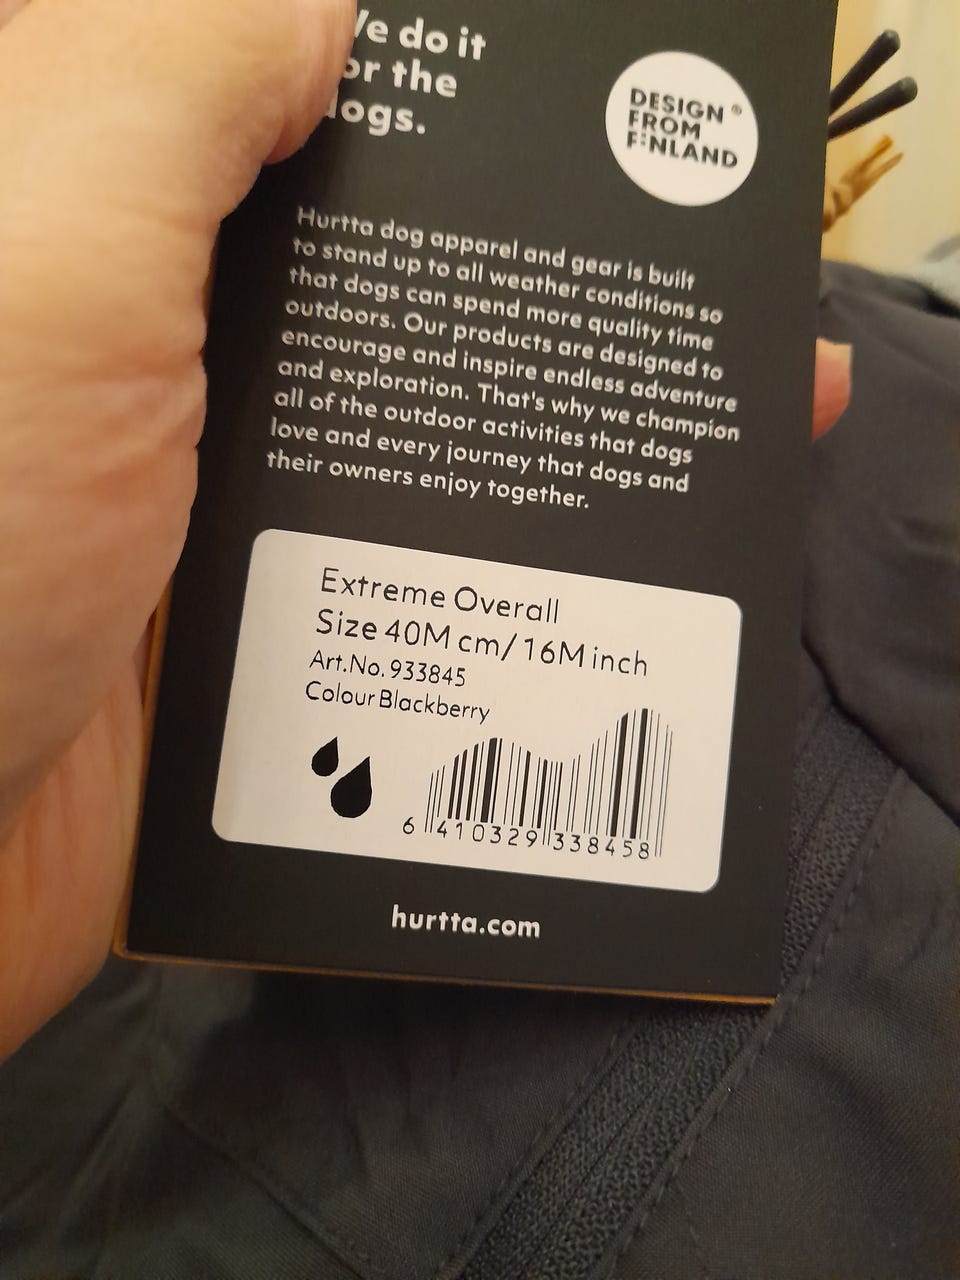 do it
the
DESIGN ®
FROM
FINLAND
Hurtta dog apparel and gear is built
to stand up to all weather conditions so
that dogs can spend more quality time
outdoors. Our products are designed to
encourage and inspire endless adventure
and exploration. That's why we champion
all of the outdoor activities that dogs
love and every journey that dogs and
their owners enjoy together.
Extreme Overall
Size 40M cm/ 16M inch
Art.No. 933845
Colour Blackberry
6 410329 338458
hurtta.com